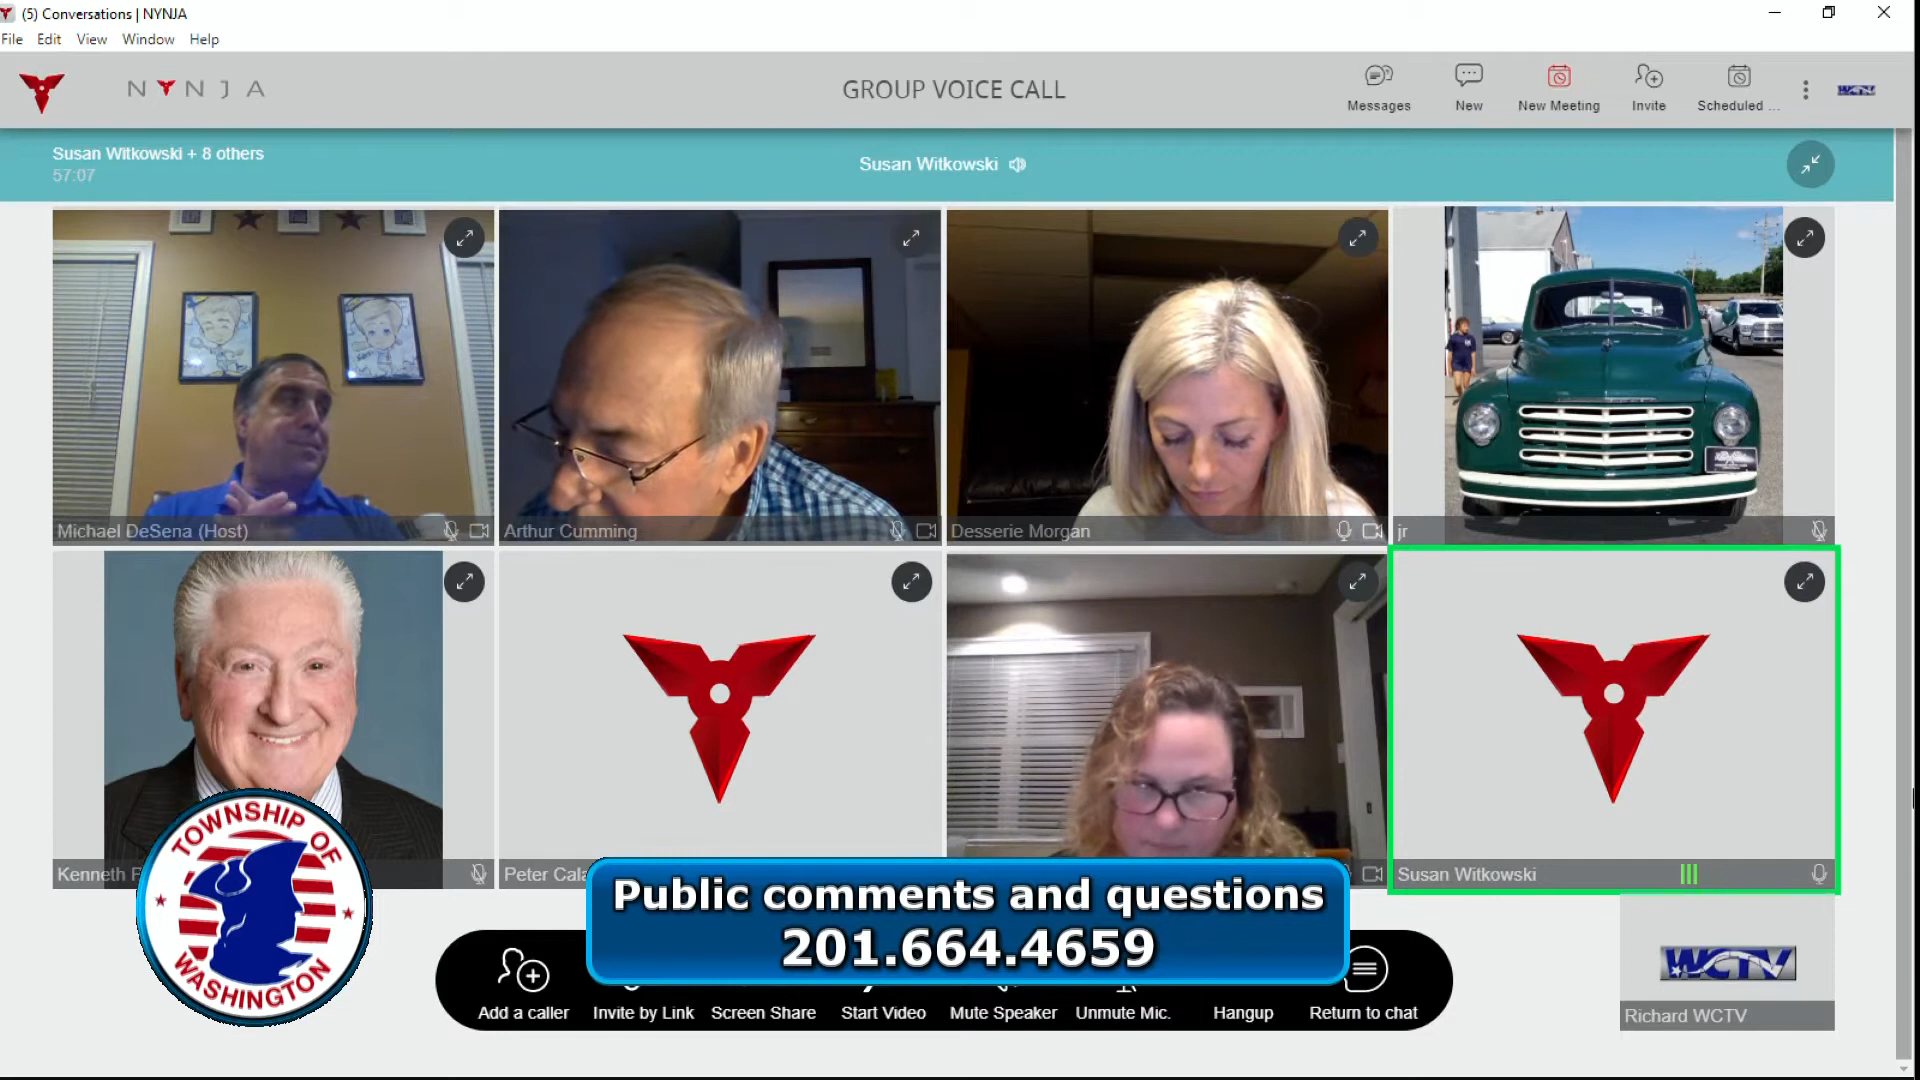 (5) Conversations | NYNJA
File Edit View Window Help
NYNJA
GROUP VOICE CALL
Messages
New
New Meeting
Invite
Scheduled ...
WCTV
Susan Witkowski + 8 others
57:07
Susan Witkowski
Michael DeSena (Host)
Arthur Cumming
Desserie Morgan
jr
Kenneth
Peter
Susan Witkowski
TOWNSHIP OF
WASHINGTON
Public comments and questions
201.664.4659
WCTV
Richard WCTV
Add a caller
Invite by Link
Screen Share
Start Video
Mute Speaker
Unmute Mic.
Hangup
Return to chat